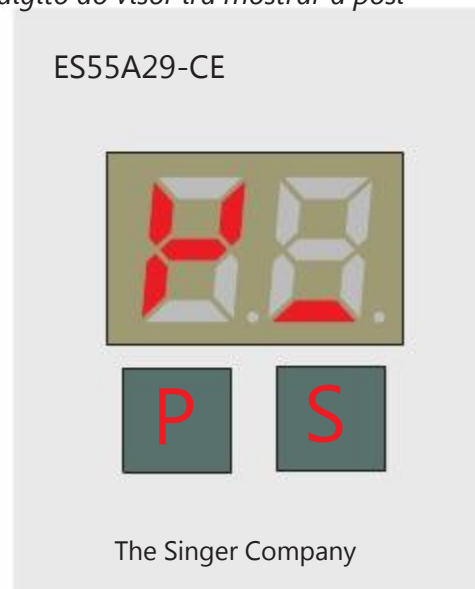 dígito do visor irá mostrar a
ES55A29-CE
P S
The Singer Company